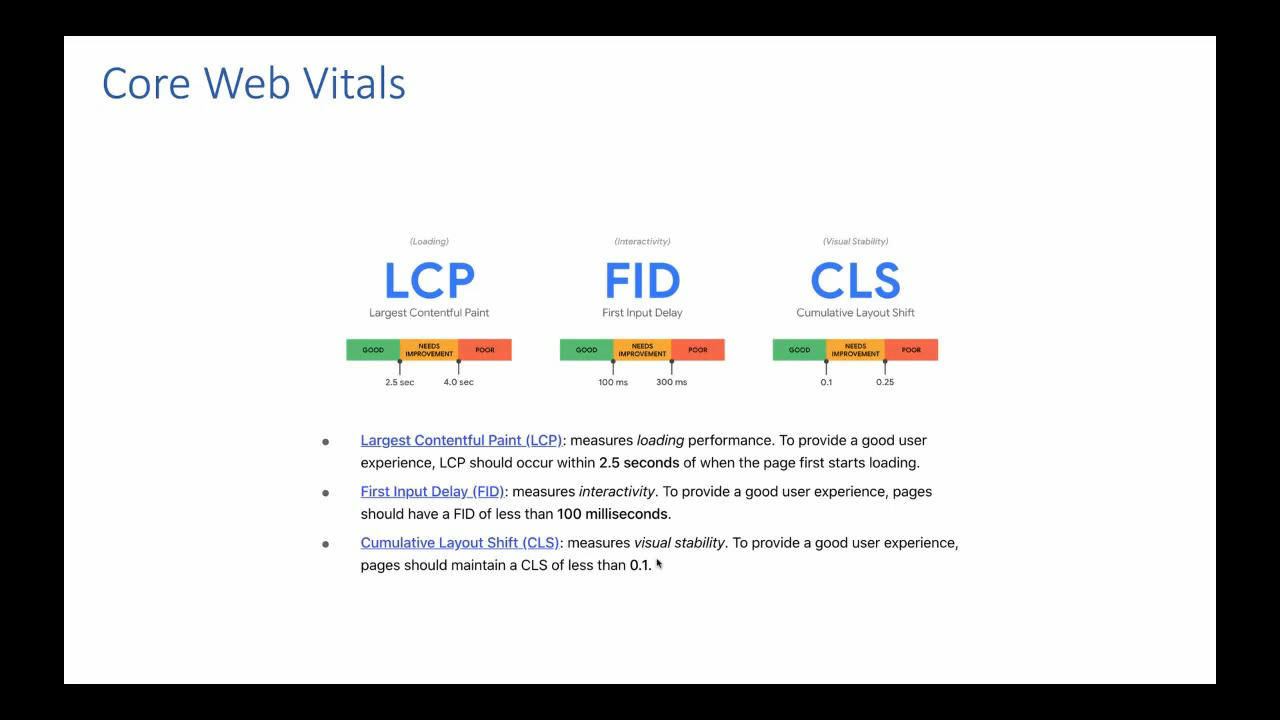 Core Web Vitals
(Loading)
LCP
Largest Contentful Paint
GOOD
NEEDS
IMPROVEMENT
POOR
2.5 sec
4.0 sec
(Interactivity)
FID
First Input Delay
GOOD
NEEDS
IMPROVEMENT
POOR
100 ms
300 ms
(Visual Stability)
CLS
Cumulative Layout Shift
GOOD
NEEDS
IMPROVEMENT
POOR
0.1
0.25
Largest Contentful Paint (LCP): measures loading performance. To provide a good user
experience, LCP should occur within 2.5 seconds of when the page first starts loading.
First Input Delay (FID): measures interactivity. To provide a good user experience, pages
should have a FID of less than 100 milliseconds.
Cumulative Layout Shift (CLS): measures visual stability. To provide a good user experience,
pages should maintain a CLS of less than 0.1.